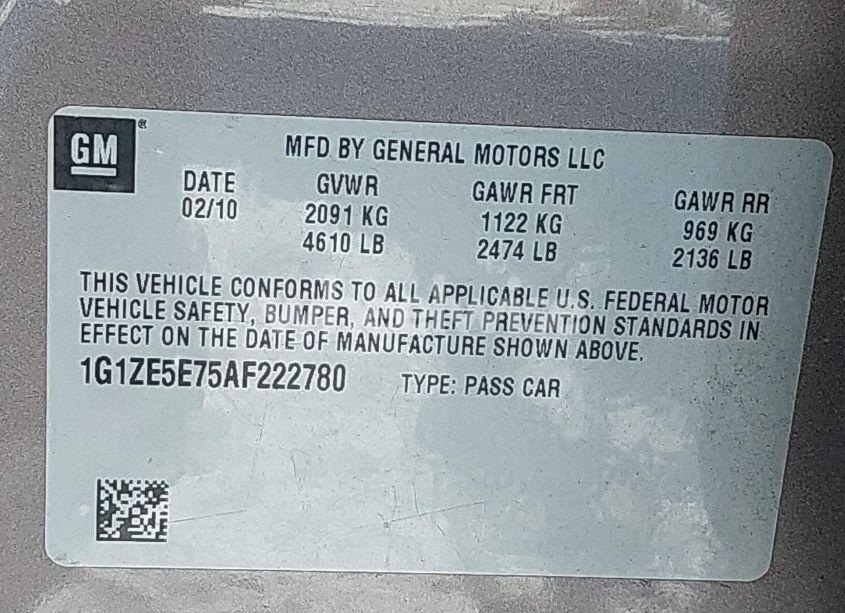 GM®
MFD BY GENERAL MOTORS LLC
DATE GVWR GAWR FRT GAWR RR
02/10 2091 KG 1122 KG 969 KG
4610 LB 2474 LB 2136 LB
THIS VEHICLE CONFORMS TO ALL APPLICABLE U.S. FEDERAL MOTOR
VEHICLE SAFETY, BUMPER, AND THEFT PREVENTION STANDARDS IN
EFFECT ON THE DATE OF MANUFACTURE SHOWN ABOVE.
1G1ZE5E75AF222780 TYPE: PASS CAR